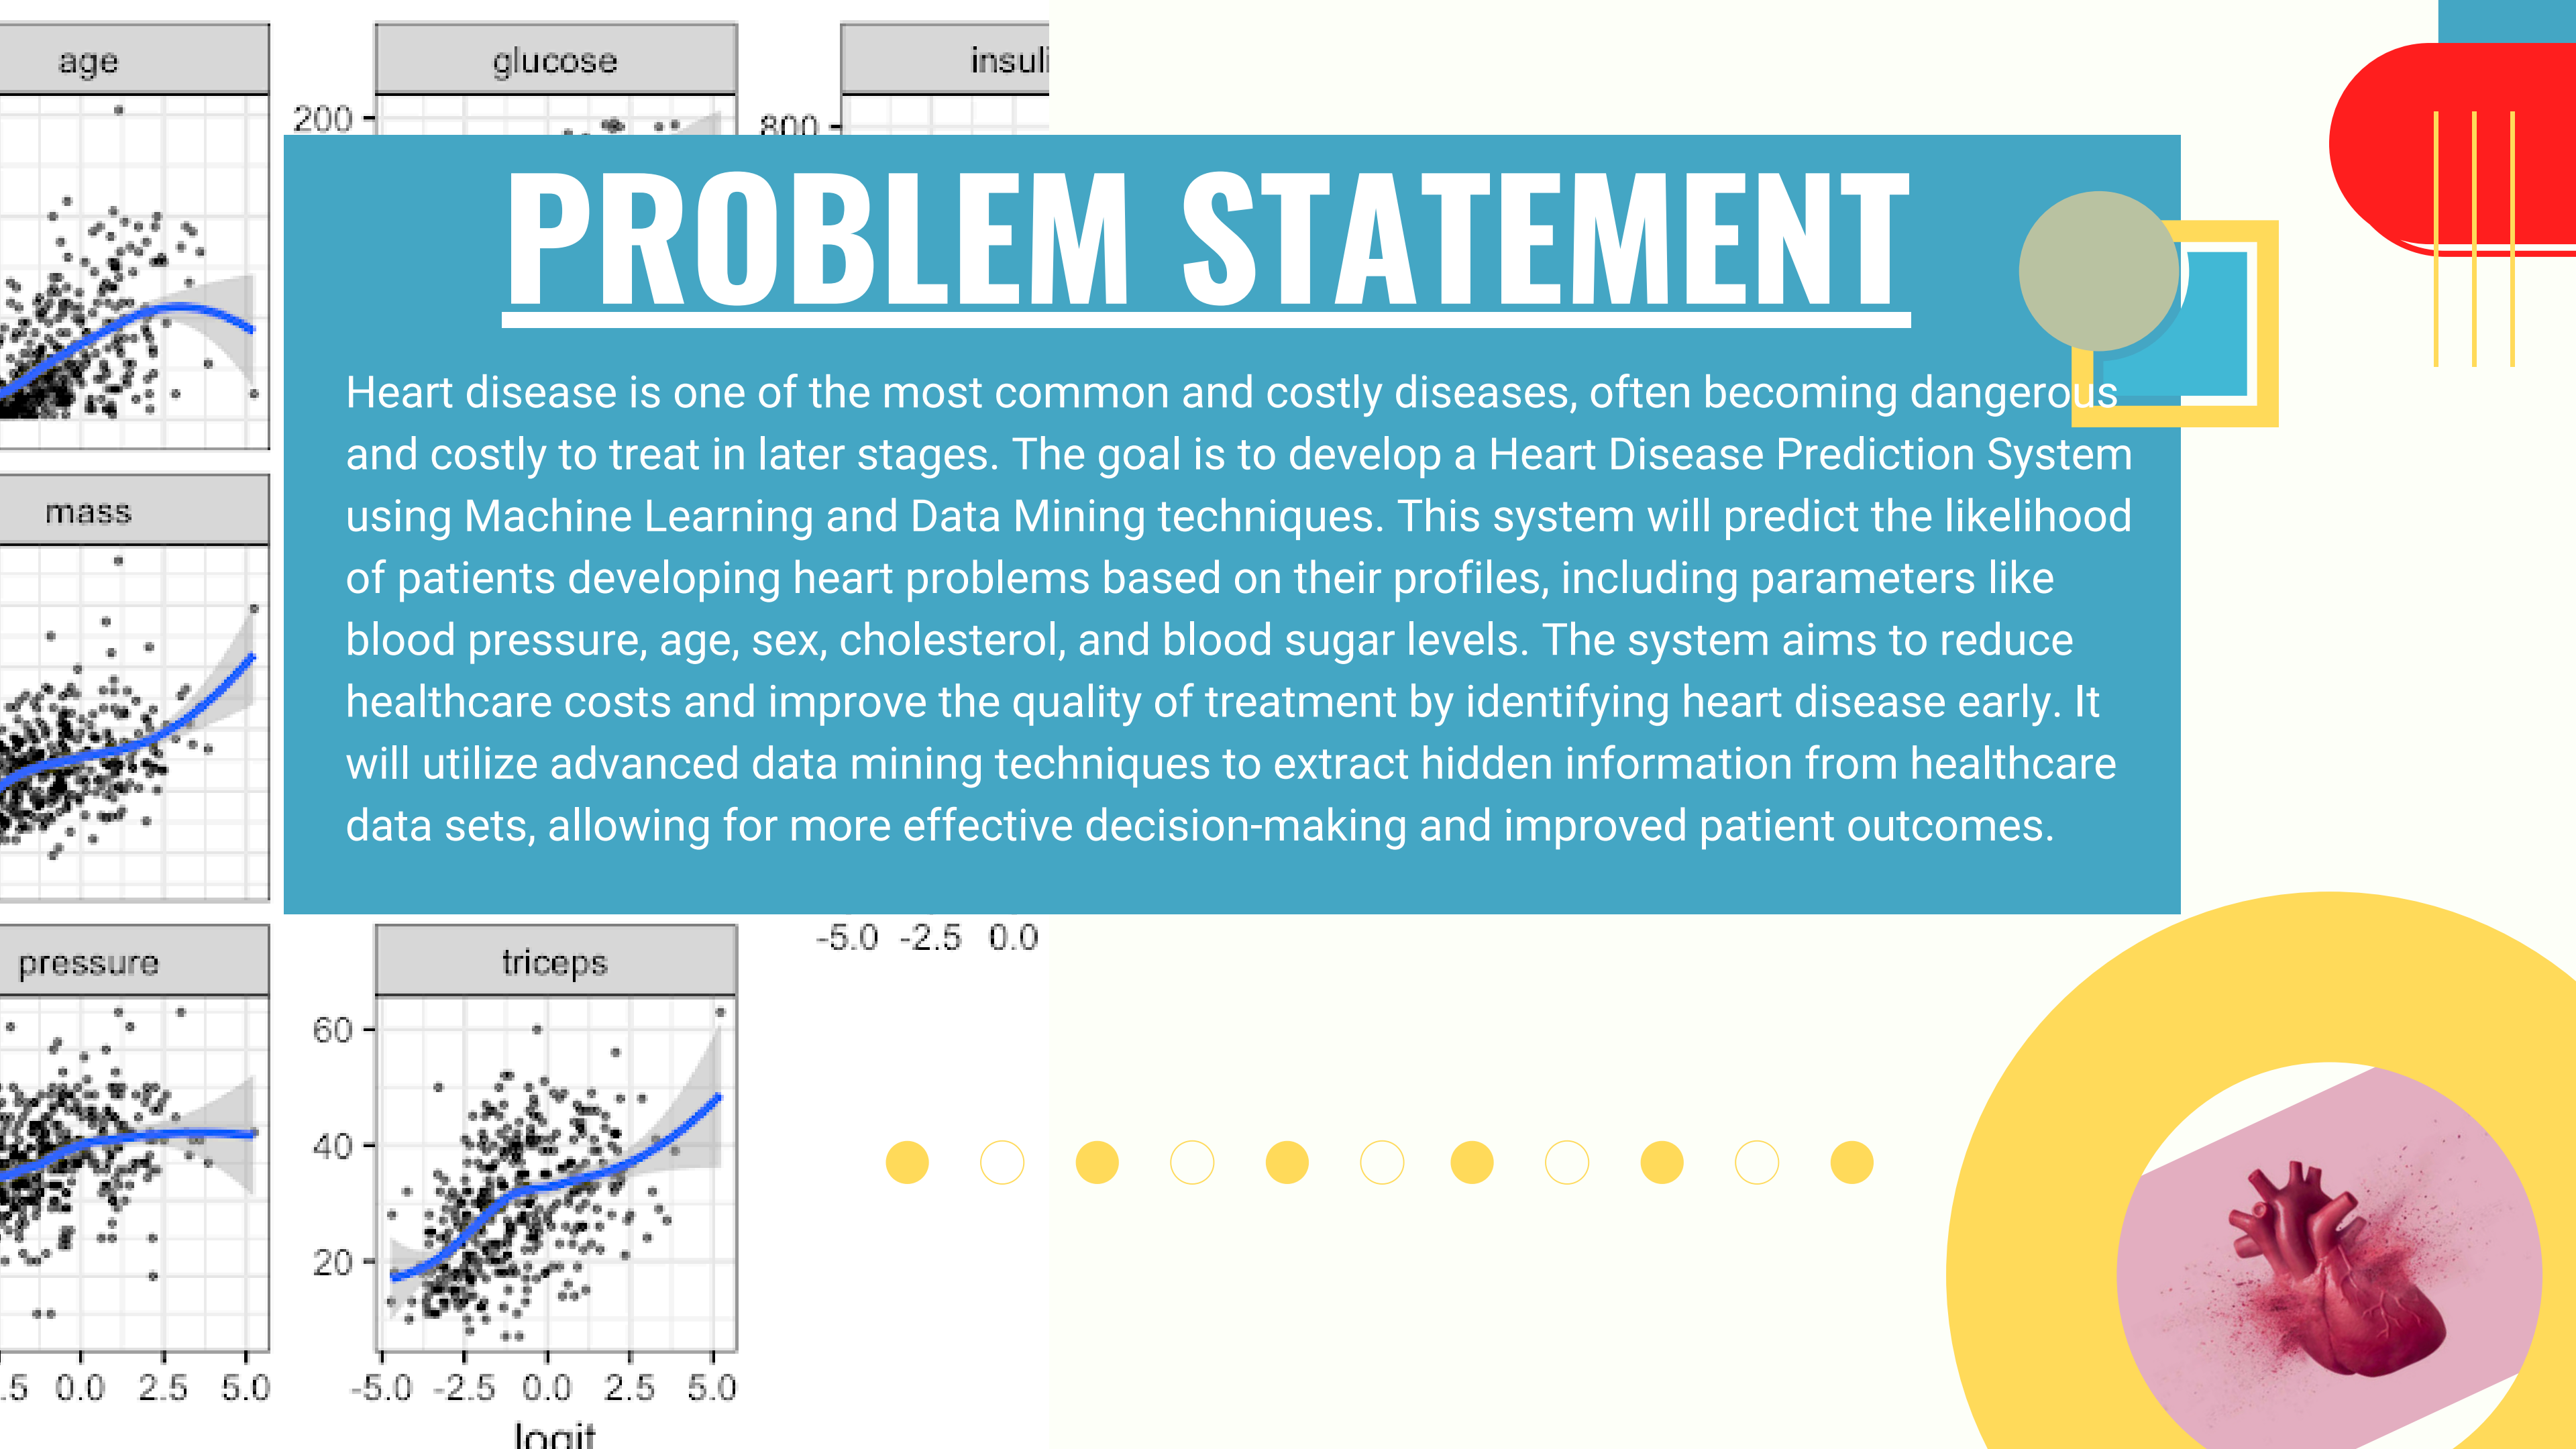 age
glucose
200
800
PROBLEM STATEMENT
Heart disease is one of the most common and costly diseases, often becoming dangerous
and costly to treat in later stages. The goal is to develop a Heart Disease Prediction System
using Machine Learning and Data Mining techniques. This system will predict the likelihood
of patients developing heart problems based on their profiles, including parameters like
blood pressure, age, sex, cholesterol, and blood sugar levels. The system aims to reduce
healthcare costs and improve the quality of treatment by identifying heart disease early. It
will utilize advanced data mining techniques to extract hidden information from healthcare
data sets, allowing for more effective decision-making and improved patient outcomes.
mass
-5.0 -2.5 0.0
pressure
triceps
60
40
20
.5 0.0 2.5 5.0
-5.0 -2.5 0.0 2.5 5.0
logit